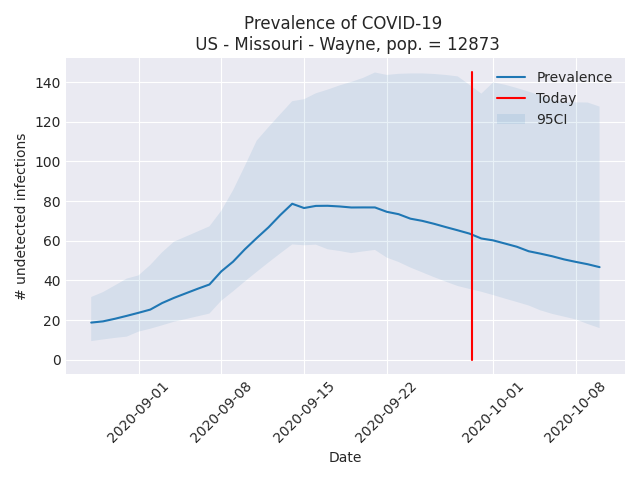 Prevalence of COVID-19
US - Missouri - Wayne, pop. = 12873
Prevalence
Today
95CI
# undetected infections
140
120
100
80
60
40
20
0
2020-09-01
2020-09-08
2020-09-15
2020-09-22
2020-10-01
2020-10-08
Date